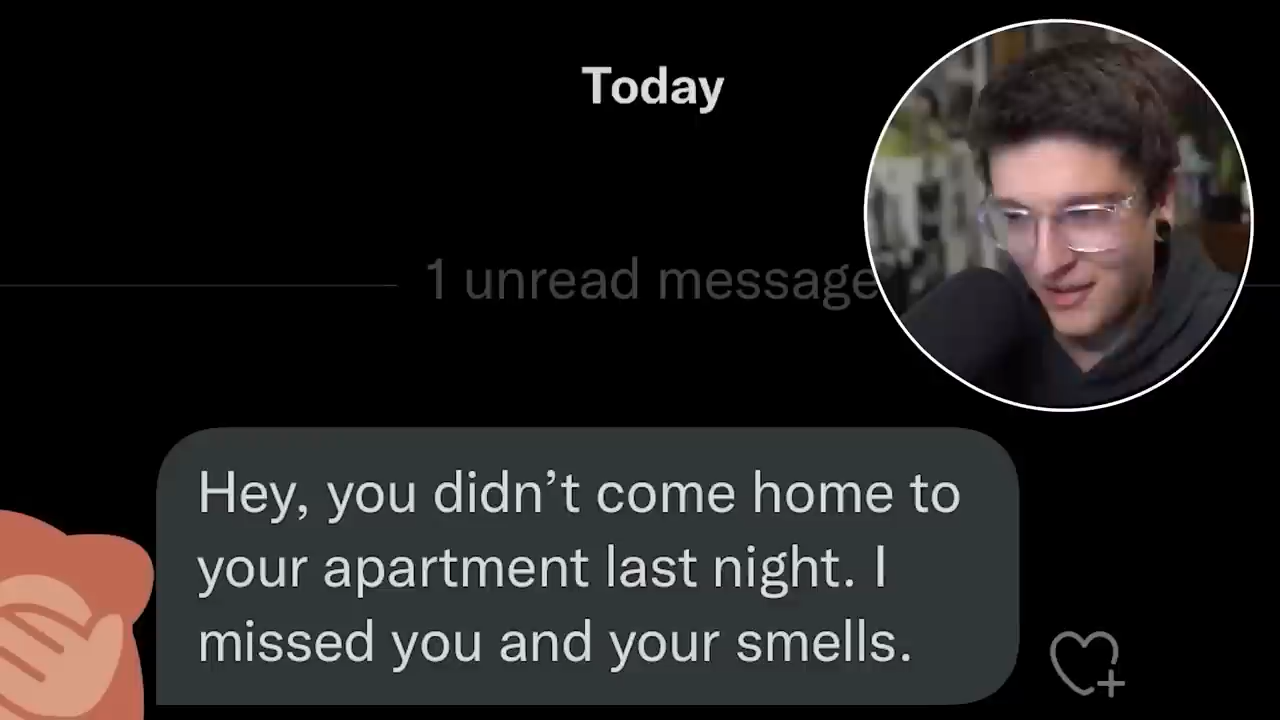 Today
1 unread message
Hey, you didn’t come home to
your apartment last night. I
missed you and your smells.